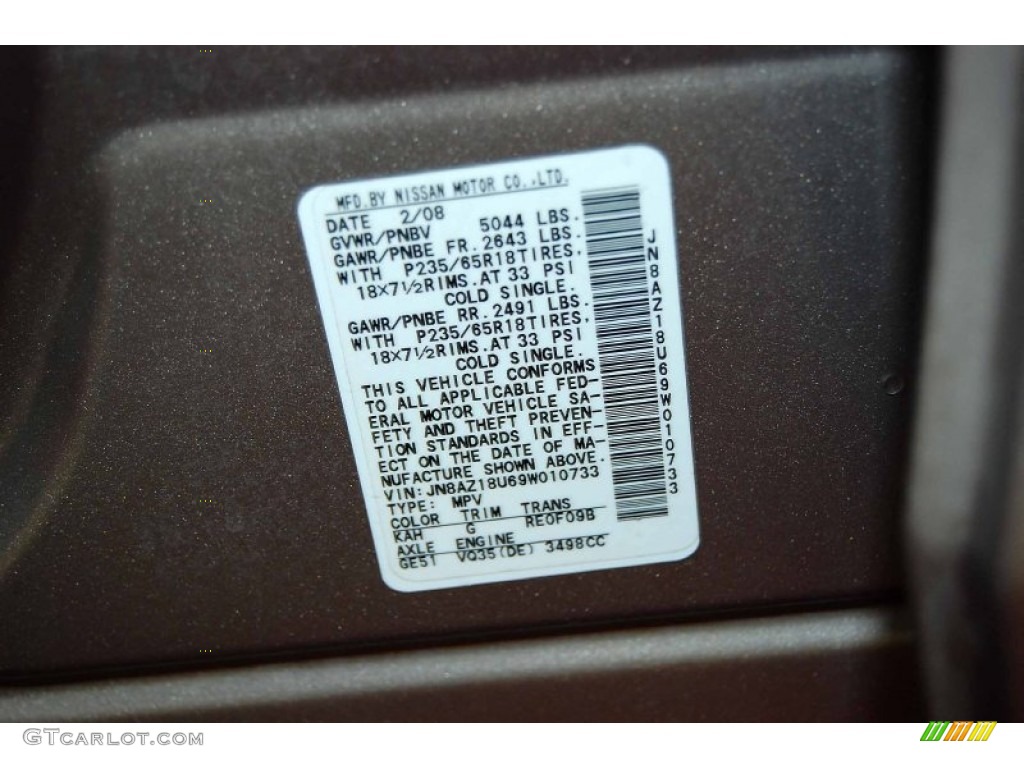 MFD.BY NISSAN MOTOR CO.,LTD.
DATE 2/08
GVWR/PNBV 5044 LBS.
GAWR/PNBE FR. 2643 LBS.
WITH P235/65R18TIRES,
18×7½RIMS.AT 33 PSI
COLD SINGLE.
GAWR/PNBE RR. 2491 LBS.
WITH P235/65R18TIRES,
18×7½RIMS.AT 33 PSI
COLD SINGLE.
THIS VEHICLE CONFORMS
TO ALL APPLICABLE FED-
ERAL MOTOR VEHICLE SA-
FETY AND THEFT PREVEN-
TION STANDARDS IN EFF-
ECT ON THE DATE OF MA-
NUFACTURE SHOWN ABOVE.
VIN:JN8AZ18U69W010733
TYPE: MPV
COLOR TRIM TRANS
KAH G RE0F09B
AXLE ENGINE
GE51 VQ35(DE) 3498CC
JN8AZ18U69W010733
GTCarlot.com